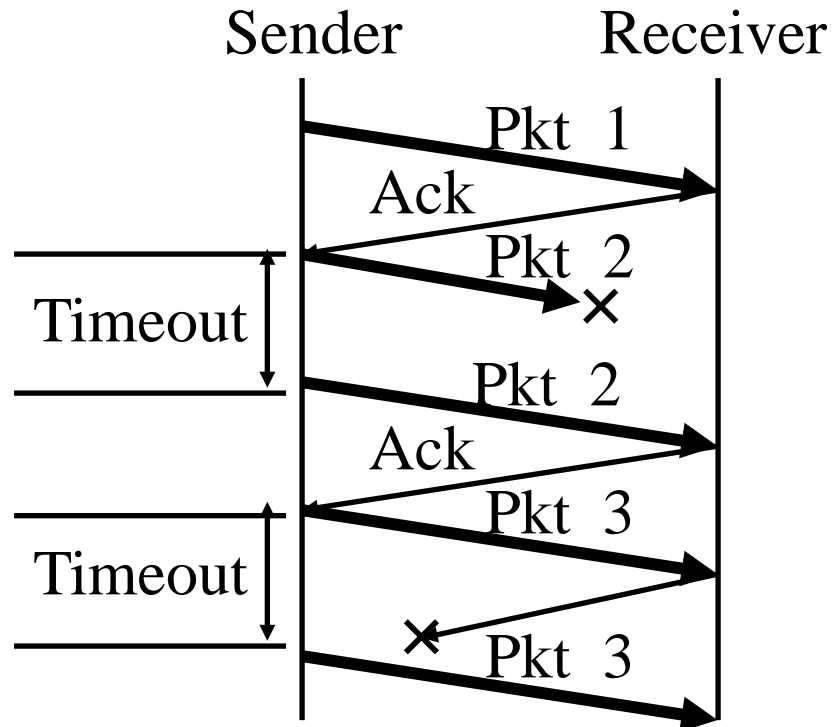 Sender
Receiver
Pkt 1
Ack
Pkt 2
Timeout
Pkt 2
Ack
Pkt 3
Timeout
Pkt 3